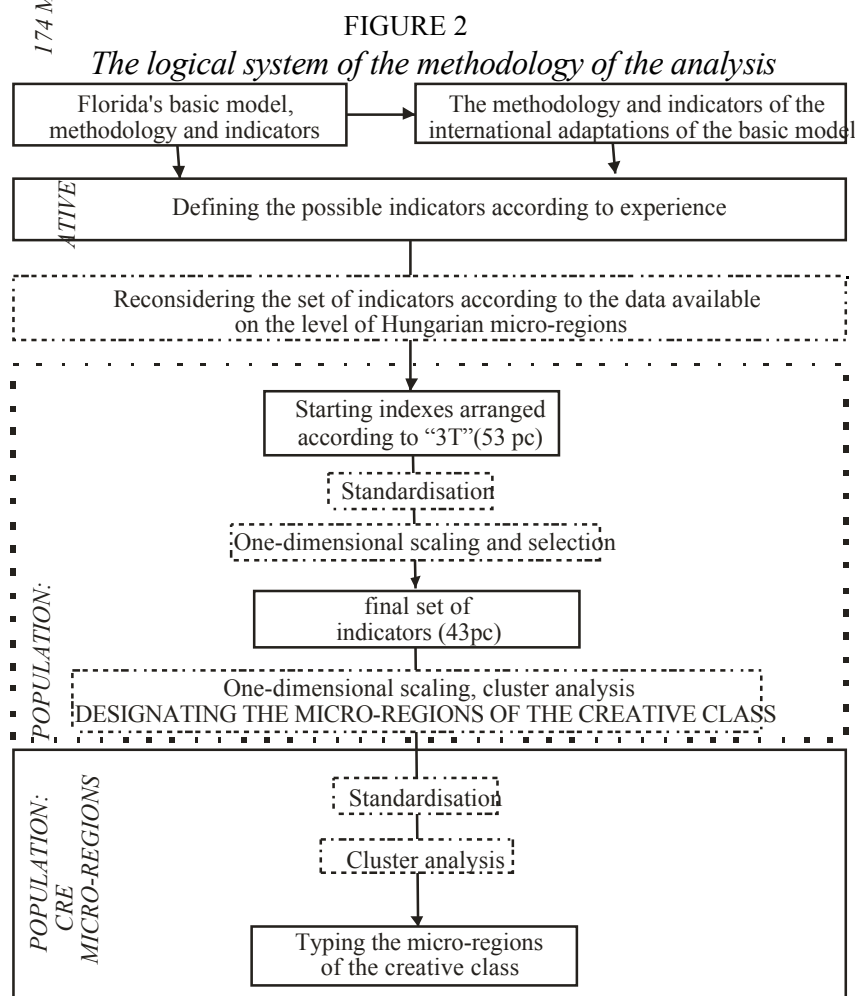 174 M
FIGURE 2
The logical system of the methodology of the analysis
Florida's basic model,
methodology and indicators
The methodology and indicators of the
international adaptations of the basic model
ATIVE
Defining the possible indicators according to experience
Reconsidering the set of indicators according to the data available
on the level of Hungarian micro-regions
Starting indexes arranged
according to “3T”(53 pc)
Standardisation
One-dimensional scaling and selection
final set of
indicators (43pc)
POPULATION:
One-dimensional scaling, cluster analysis
DESIGNATING THE MICRO-REGIONS OF THE CREATIVE CLASS
POPULATION:
CRE
MICRO-REGIONS
Standardisation
Cluster analysis
Typing the micro-regions
of the creative class